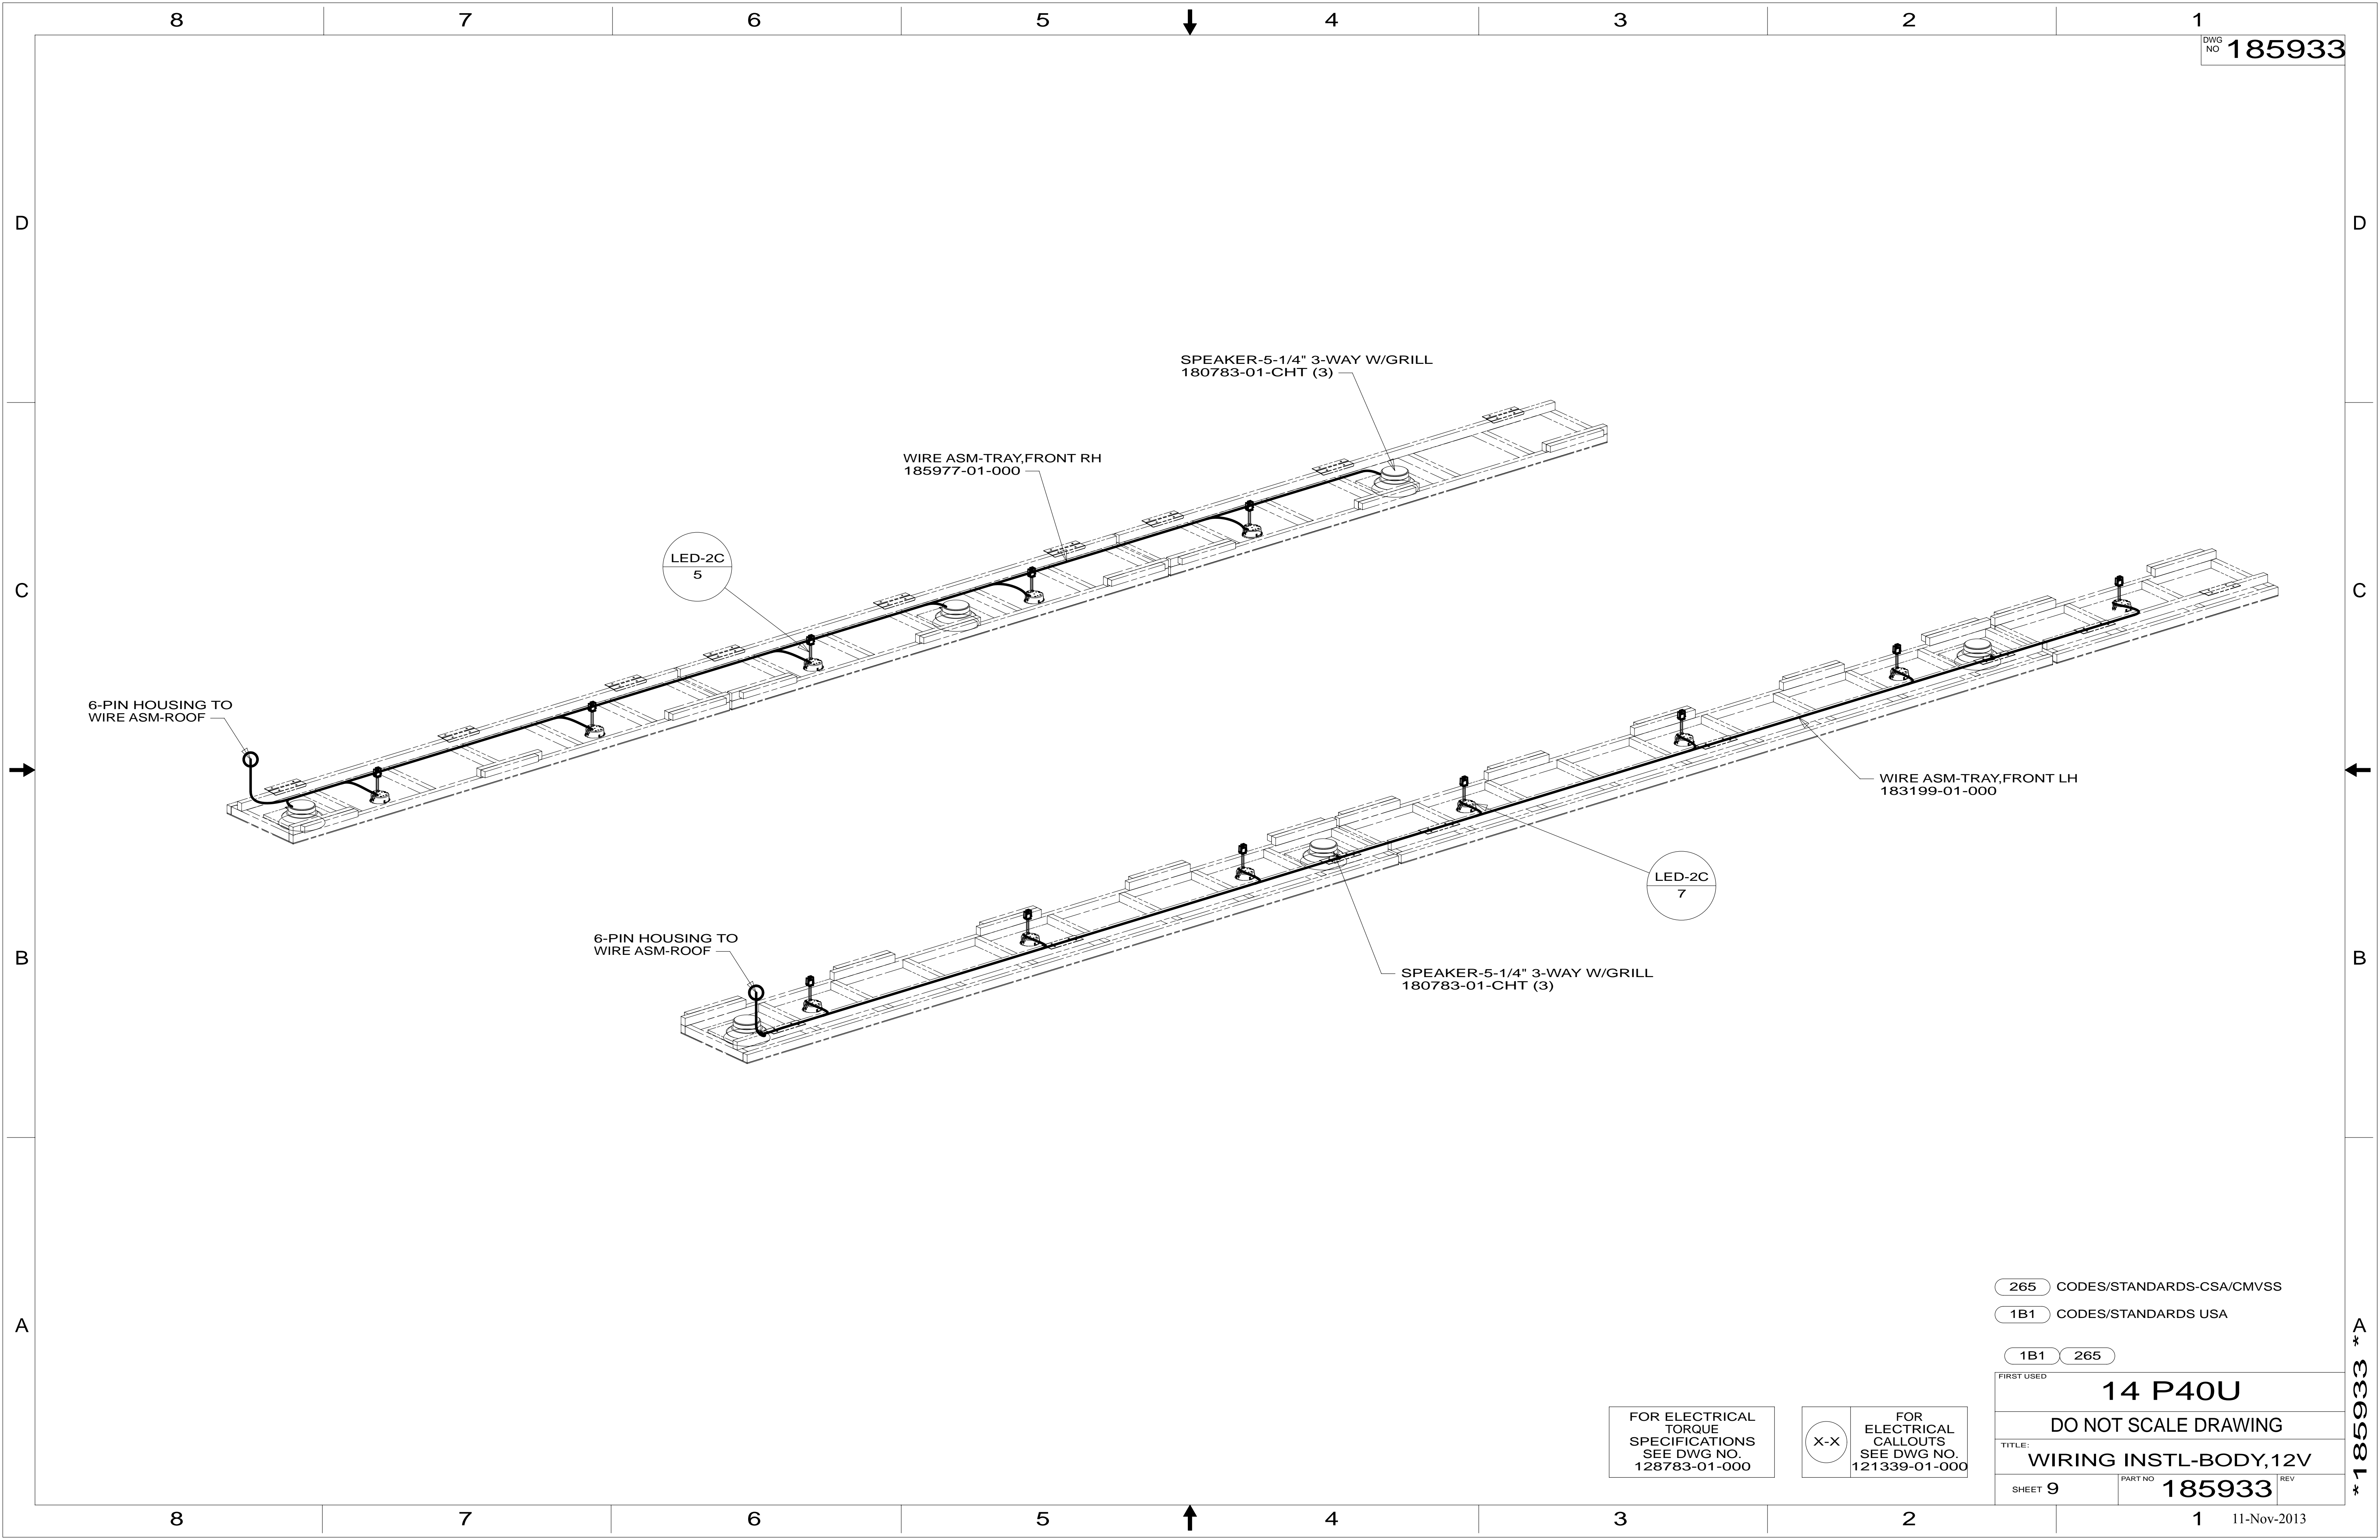 8 7 6 5 4 3 2 1
DWG
NO 185933
D D
SPEAKER-5-1/4" 3-WAY W/GRILL
180783-01-CHT (3)
WIRE ASM-TRAY,FRONT RH
185977-01-000
LED-2C
5
C C
6-PIN HOUSING TO
WIRE ASM-ROOF
WIRE ASM-TRAY,FRONT LH
183199-01-000
LED-2C
7
6-PIN HOUSING TO
WIRE ASM-ROOF
B B
SPEAKER-5-1/4" 3-WAY W/GRILL
180783-01-CHT (3)
265 CODES/STANDARDS-CSA/CMVSS
1B1 CODES/STANDARDS USA
A A
1B1 265
FIRST USED
14 P40U
DO NOT SCALE DRAWING
TITLE:
WIRING INSTL-BODY,12V
SHEET 9
PART NO 185933
REV
FOR ELECTRICAL
TORQUE
SPECIFICATIONS
SEE DWG NO.
128783-01-000
X-X
FOR
ELECTRICAL
CALLOUTS
SEE DWG NO.
121339-01-000
*185933*
8 7 6 5 4 3 2 1
11-Nov-2013